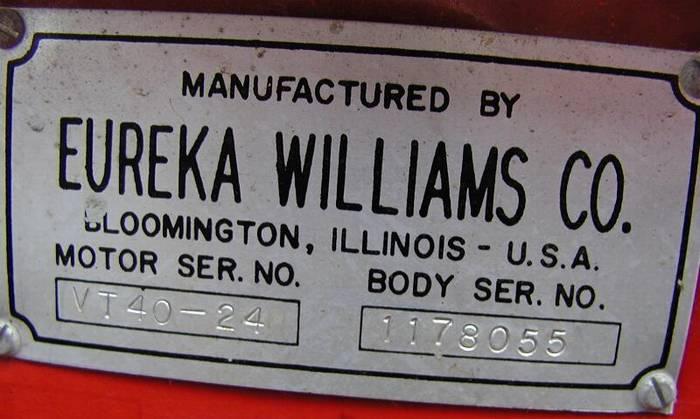 MANUFACTURED BY
EUREKA WILLIAMS CO.
BLOOMINGTON, ILLINOIS - U.S.A.
MOTOR SER. NO. BODY SER. NO.
VT40-24 1178055